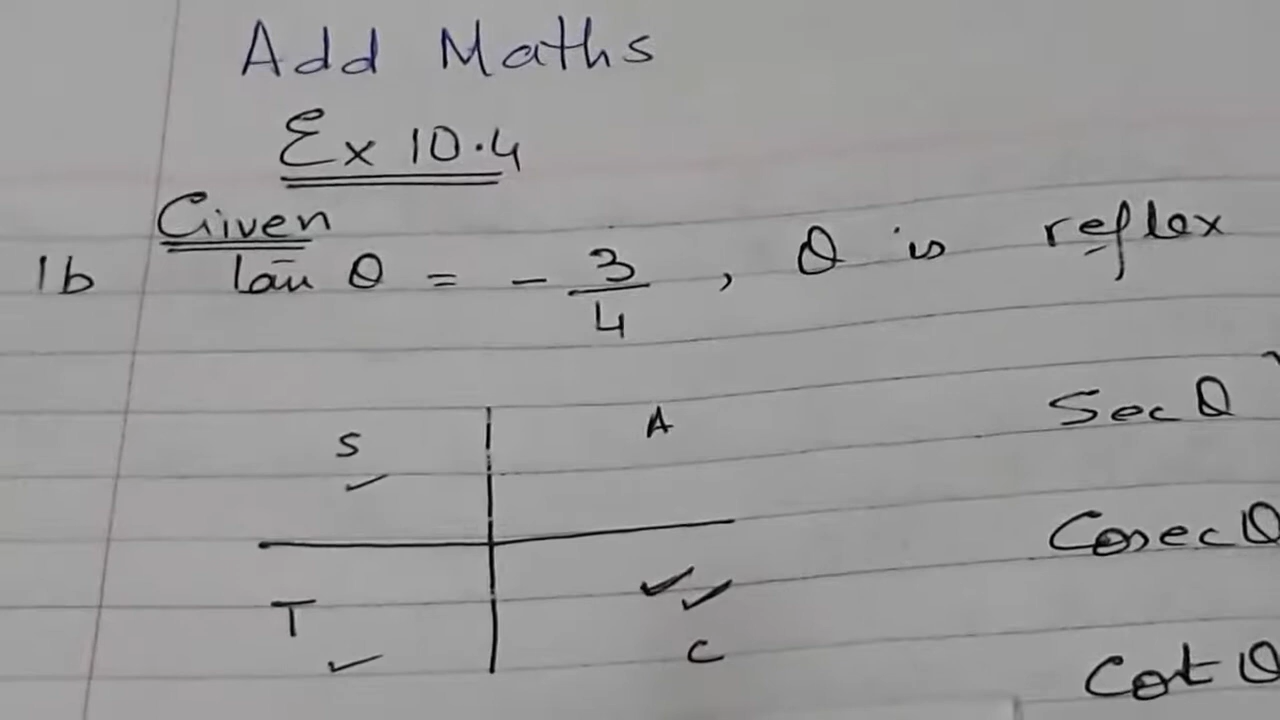 Add Maths
Ex 10.4
Given
1b tan θ = - 3/4 , θ is reflex
S A
Sec θ
Cosec θ
T C
Cot θ